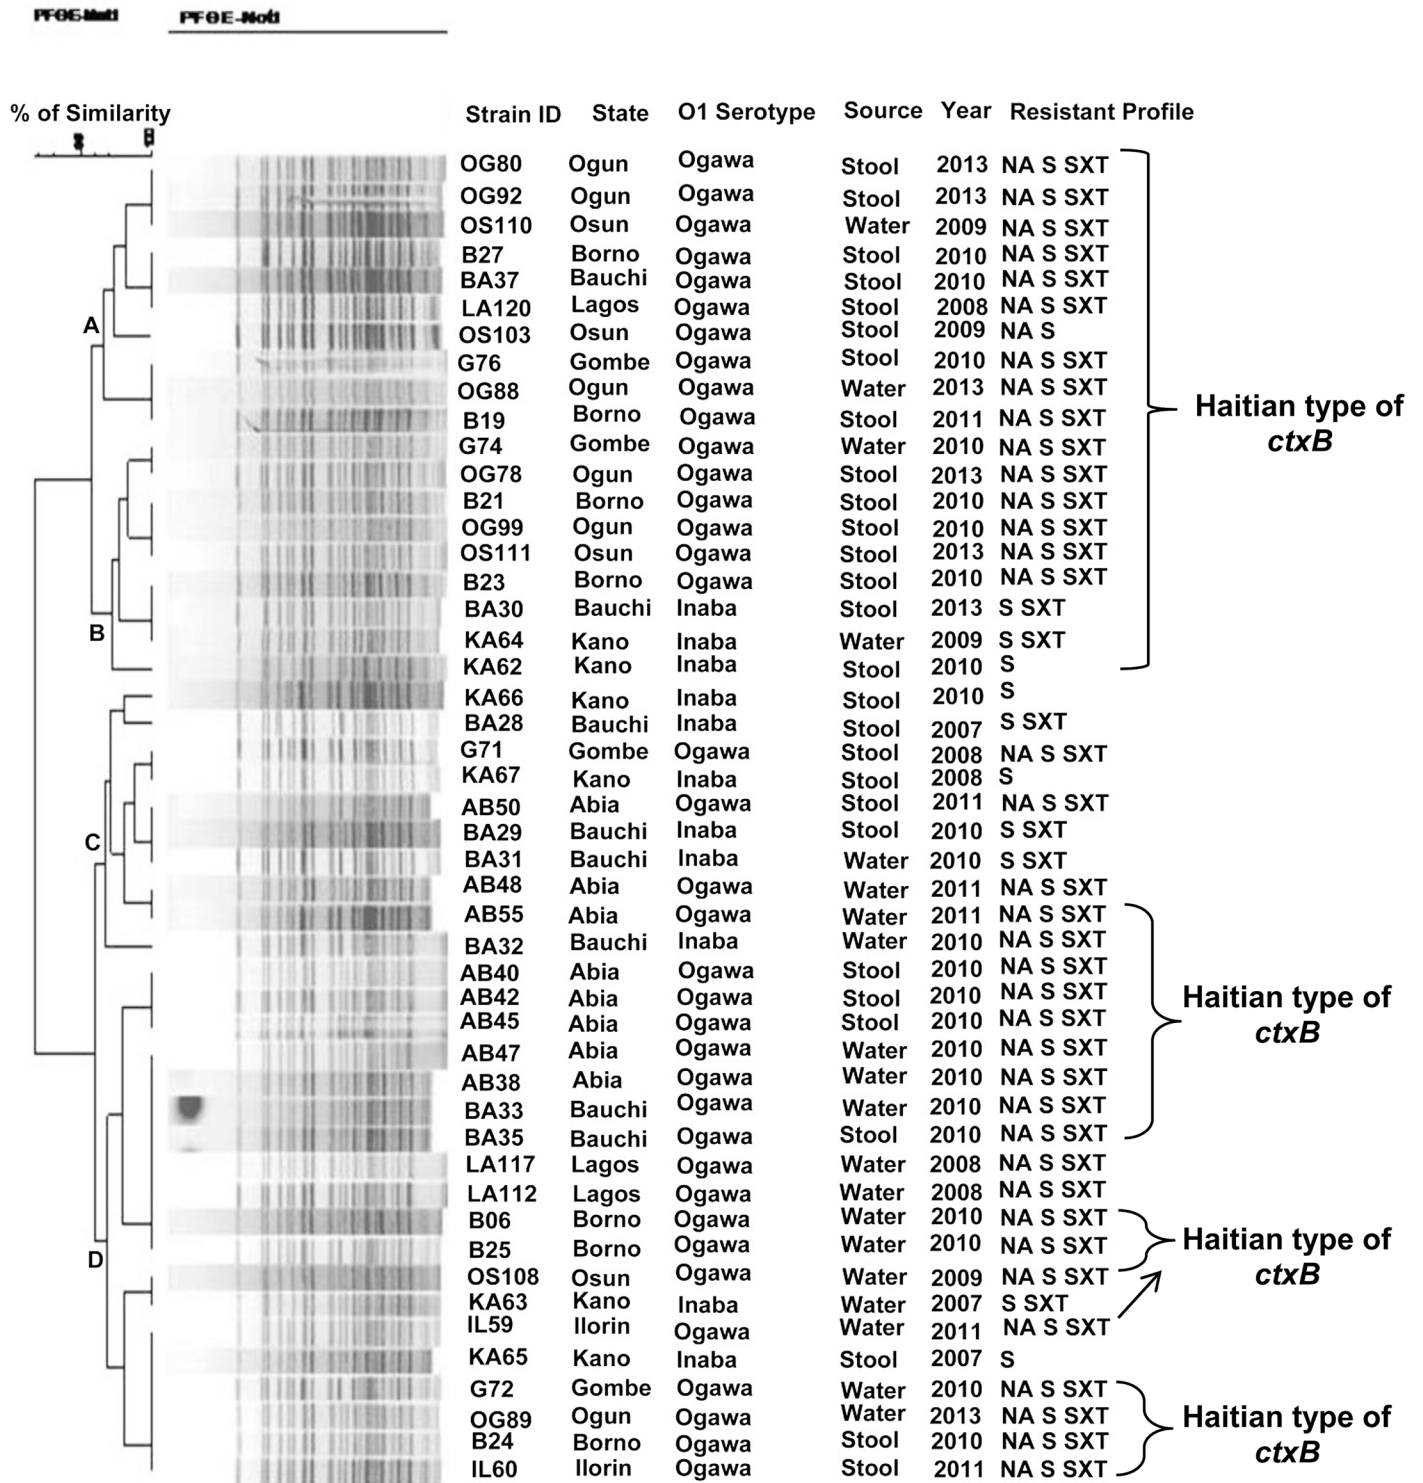 PFGE-NotI PFGE-NotI
% of Similarity Strain ID State O1 Serotype Source Year Resistant Profile
OG80 Ogun Ogawa Stool 2013 NA S SXT
OG92 Ogun Ogawa Stool 2013 NA S SXT
OS110 Osun Ogawa Water 2009 NA S SXT
B27 Borno Ogawa Stool 2010 NA S SXT
BA37 Bauchi Ogawa Stool 2010 NA S SXT
LA120 Lagos Ogawa Stool 2008 NA S SXT
A OS103 Osun Ogawa Stool 2009 NA S
G76 Gombe Ogawa Stool 2010 NA S SXT
OG88 Ogun Ogawa Water 2013 NA S SXT
Haitian type of
ctxB
B19 Borno Ogawa Stool 2011 NA S SXT
G74 Gombe Ogawa Water 2010 NA S SXT
OG78 Ogun Ogawa Stool 2013 NA S SXT
B21 Borno Ogawa Stool 2010 NA S SXT
OG99 Ogun Ogawa Stool 2010 NA S SXT
OS111 Osun Ogawa Stool 2013 NA S SXT
B23 Borno Ogawa Stool 2010 NA S SXT
BA30 Bauchi Inaba Stool 2013 S SXT
B KA64 Kano Inaba Water 2009 S SXT
KA62 Kano Inaba Stool 2010 S
KA66 Kano Inaba Stool 2010 S
BA28 Bauchi Inaba Stool 2007 S SXT
G71 Gombe Ogawa Stool 2008 NA S SXT
KA67 Kano Inaba Stool 2008 S
AB50 Abia Ogawa Stool 2011 NA S SXT
C BA29 Bauchi Inaba Stool 2010 S SXT
BA31 Bauchi Inaba Water 2010 S SXT
AB48 Abia Ogawa Water 2011 NA S SXT
AB55 Abia Ogawa Water 2011 NA S SXT
BA32 Bauchi Inaba Water 2010 NA S SXT
AB40 Abia Ogawa Stool 2010 NA S SXT
AB42 Abia Ogawa Stool 2010 NA S SXT
Haitian type of
ctxB
AB45 Abia Ogawa Stool 2010 NA S SXT
AB47 Abia Ogawa Water 2010 NA S SXT
AB38 Abia Ogawa Water 2010 NA S SXT
BA33 Bauchi Ogawa Water 2010 NA S SXT
BA35 Bauchi Ogawa Stool 2010 NA S SXT
LA117 Lagos Ogawa Water 2008 NA S SXT
LA112 Lagos Ogawa Water 2008 NA S SXT
B06 Borno Ogawa Water 2010 NA S SXT
D B25 Borno Ogawa Water 2010 NA S SXT
Haitian type of
ctxB
OS108 Osun Ogawa Water 2009 NA S SXT
KA63 Kano Inaba Water 2007 S SXT
IL59 Ilorin Ogawa Water 2011 NA S SXT
KA65 Kano Inaba Stool 2007 S
G72 Gombe Ogawa Water 2010 NA S SXT
OG89 Ogun Ogawa Water 2013 NA S SXT
Haitian type of
ctxB
B24 Borno Ogawa Stool 2010 NA S SXT
IL60 Ilorin Ogawa Stool 2011 NA S SXT